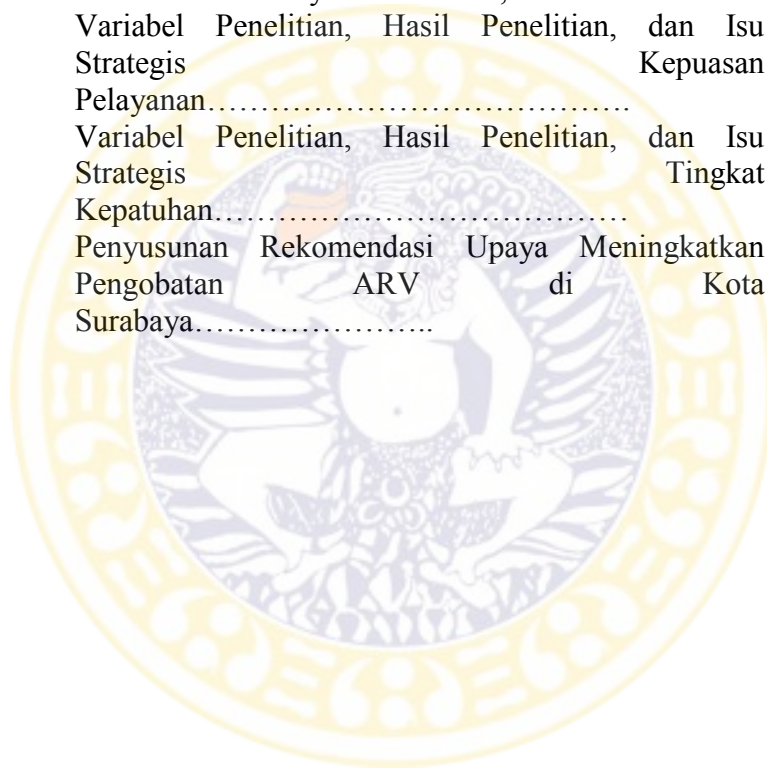 Variabel Penelitian, Hasil Penelitian, dan Isu
Strategis Kepuasan
Pelayanan………………………………….
Variabel Penelitian, Hasil Penelitian, dan Isu
Strategis Tingkat
Kepatuhan…………………………………
Penyusunan Rekomendasi Upaya Meningkatkan
Pengobatan ARV di Kota
Surabaya…………………..